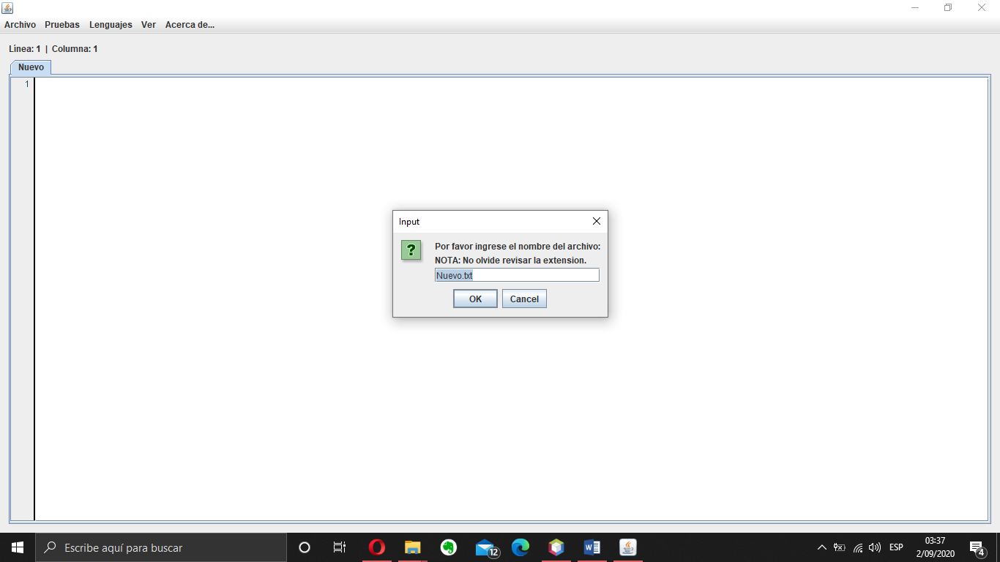 Archivo Pruebas Lenguajes Ver Acerca de...
Línea: 1 | Columna: 1
Nuevo
1
Input
Por favor ingrese el nombre del archivo:
NOTA: No olvide revisar la extension.
Nuevo.txt
OK Cancel
Escribe aquí para buscar
12
W
ESP
03:37
2/09/2020
4